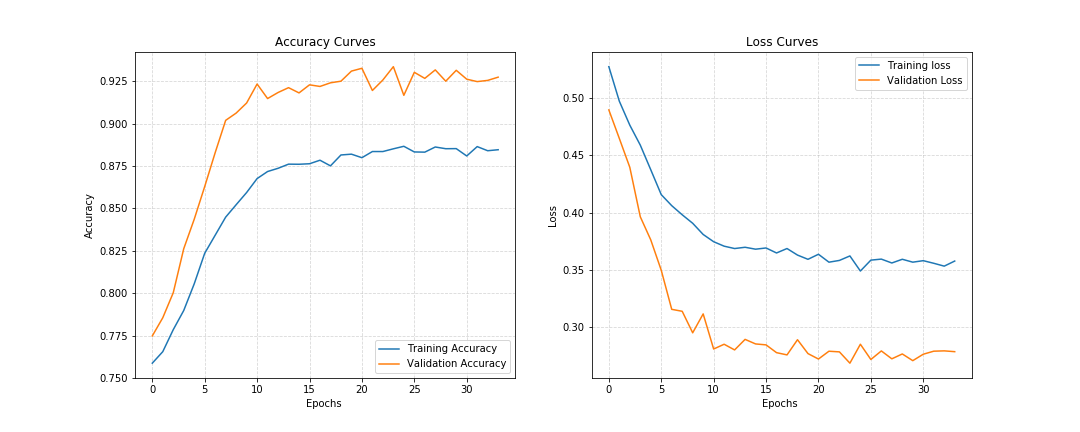 Accuracy Curves
0.925
0.900
0.875
0.850
0.825
0.800
0.775
0.750
Accuracy
0 5 10 15 20 25 30
Epochs
Training Accuracy
Validation Accuracy
Loss Curves
0.50
0.45
0.40
0.35
0.30
Loss
0 5 10 15 20 25 30
Epochs
Training loss
Validation Loss